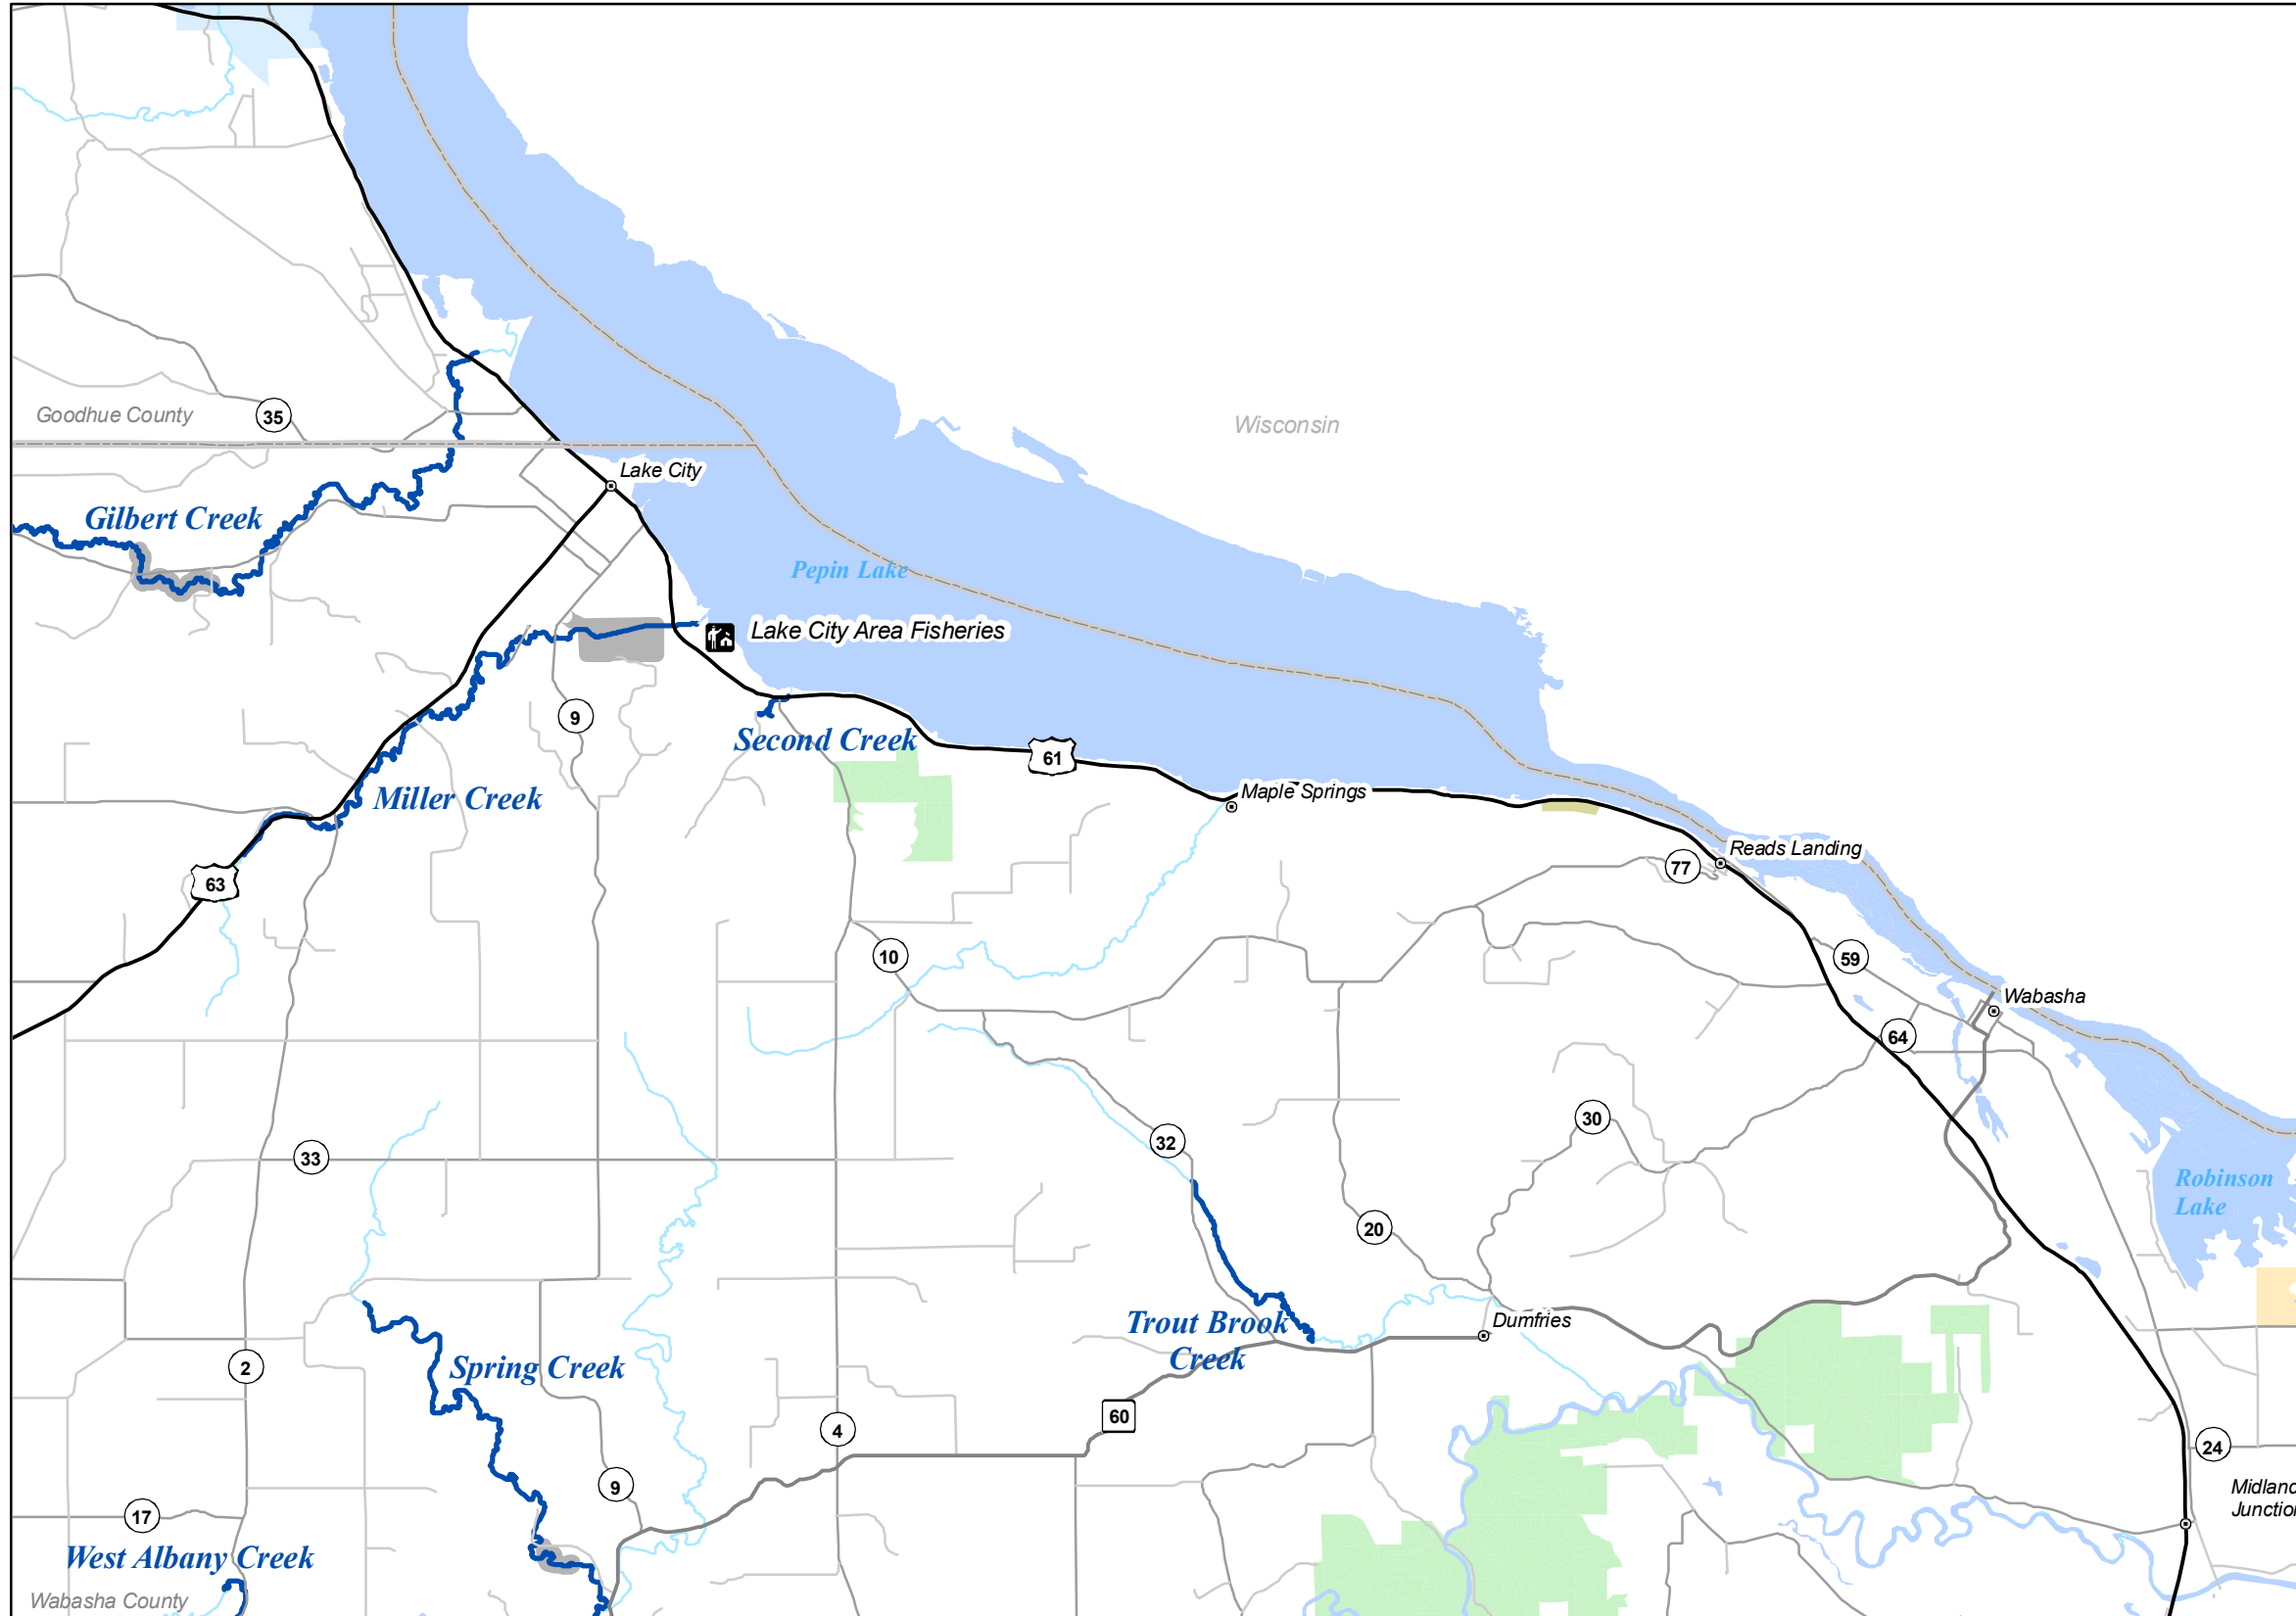 Goodhue County
35
Wisconsin
Lake City
Gilbert Creek
Pepin Lake
Lake City Area Fisheries
9
Second Creek
61
Miller Creek
Maple Springs
Reads Landing
77
63
10
59
Wabasha
64
30
32
33
Robinson
Lake
20
Trout Brook
Creek
Dumfries
2
Spring Creek
60
4
24
9
Midlan
Junction
17
West Albany Creek
Wabasha County